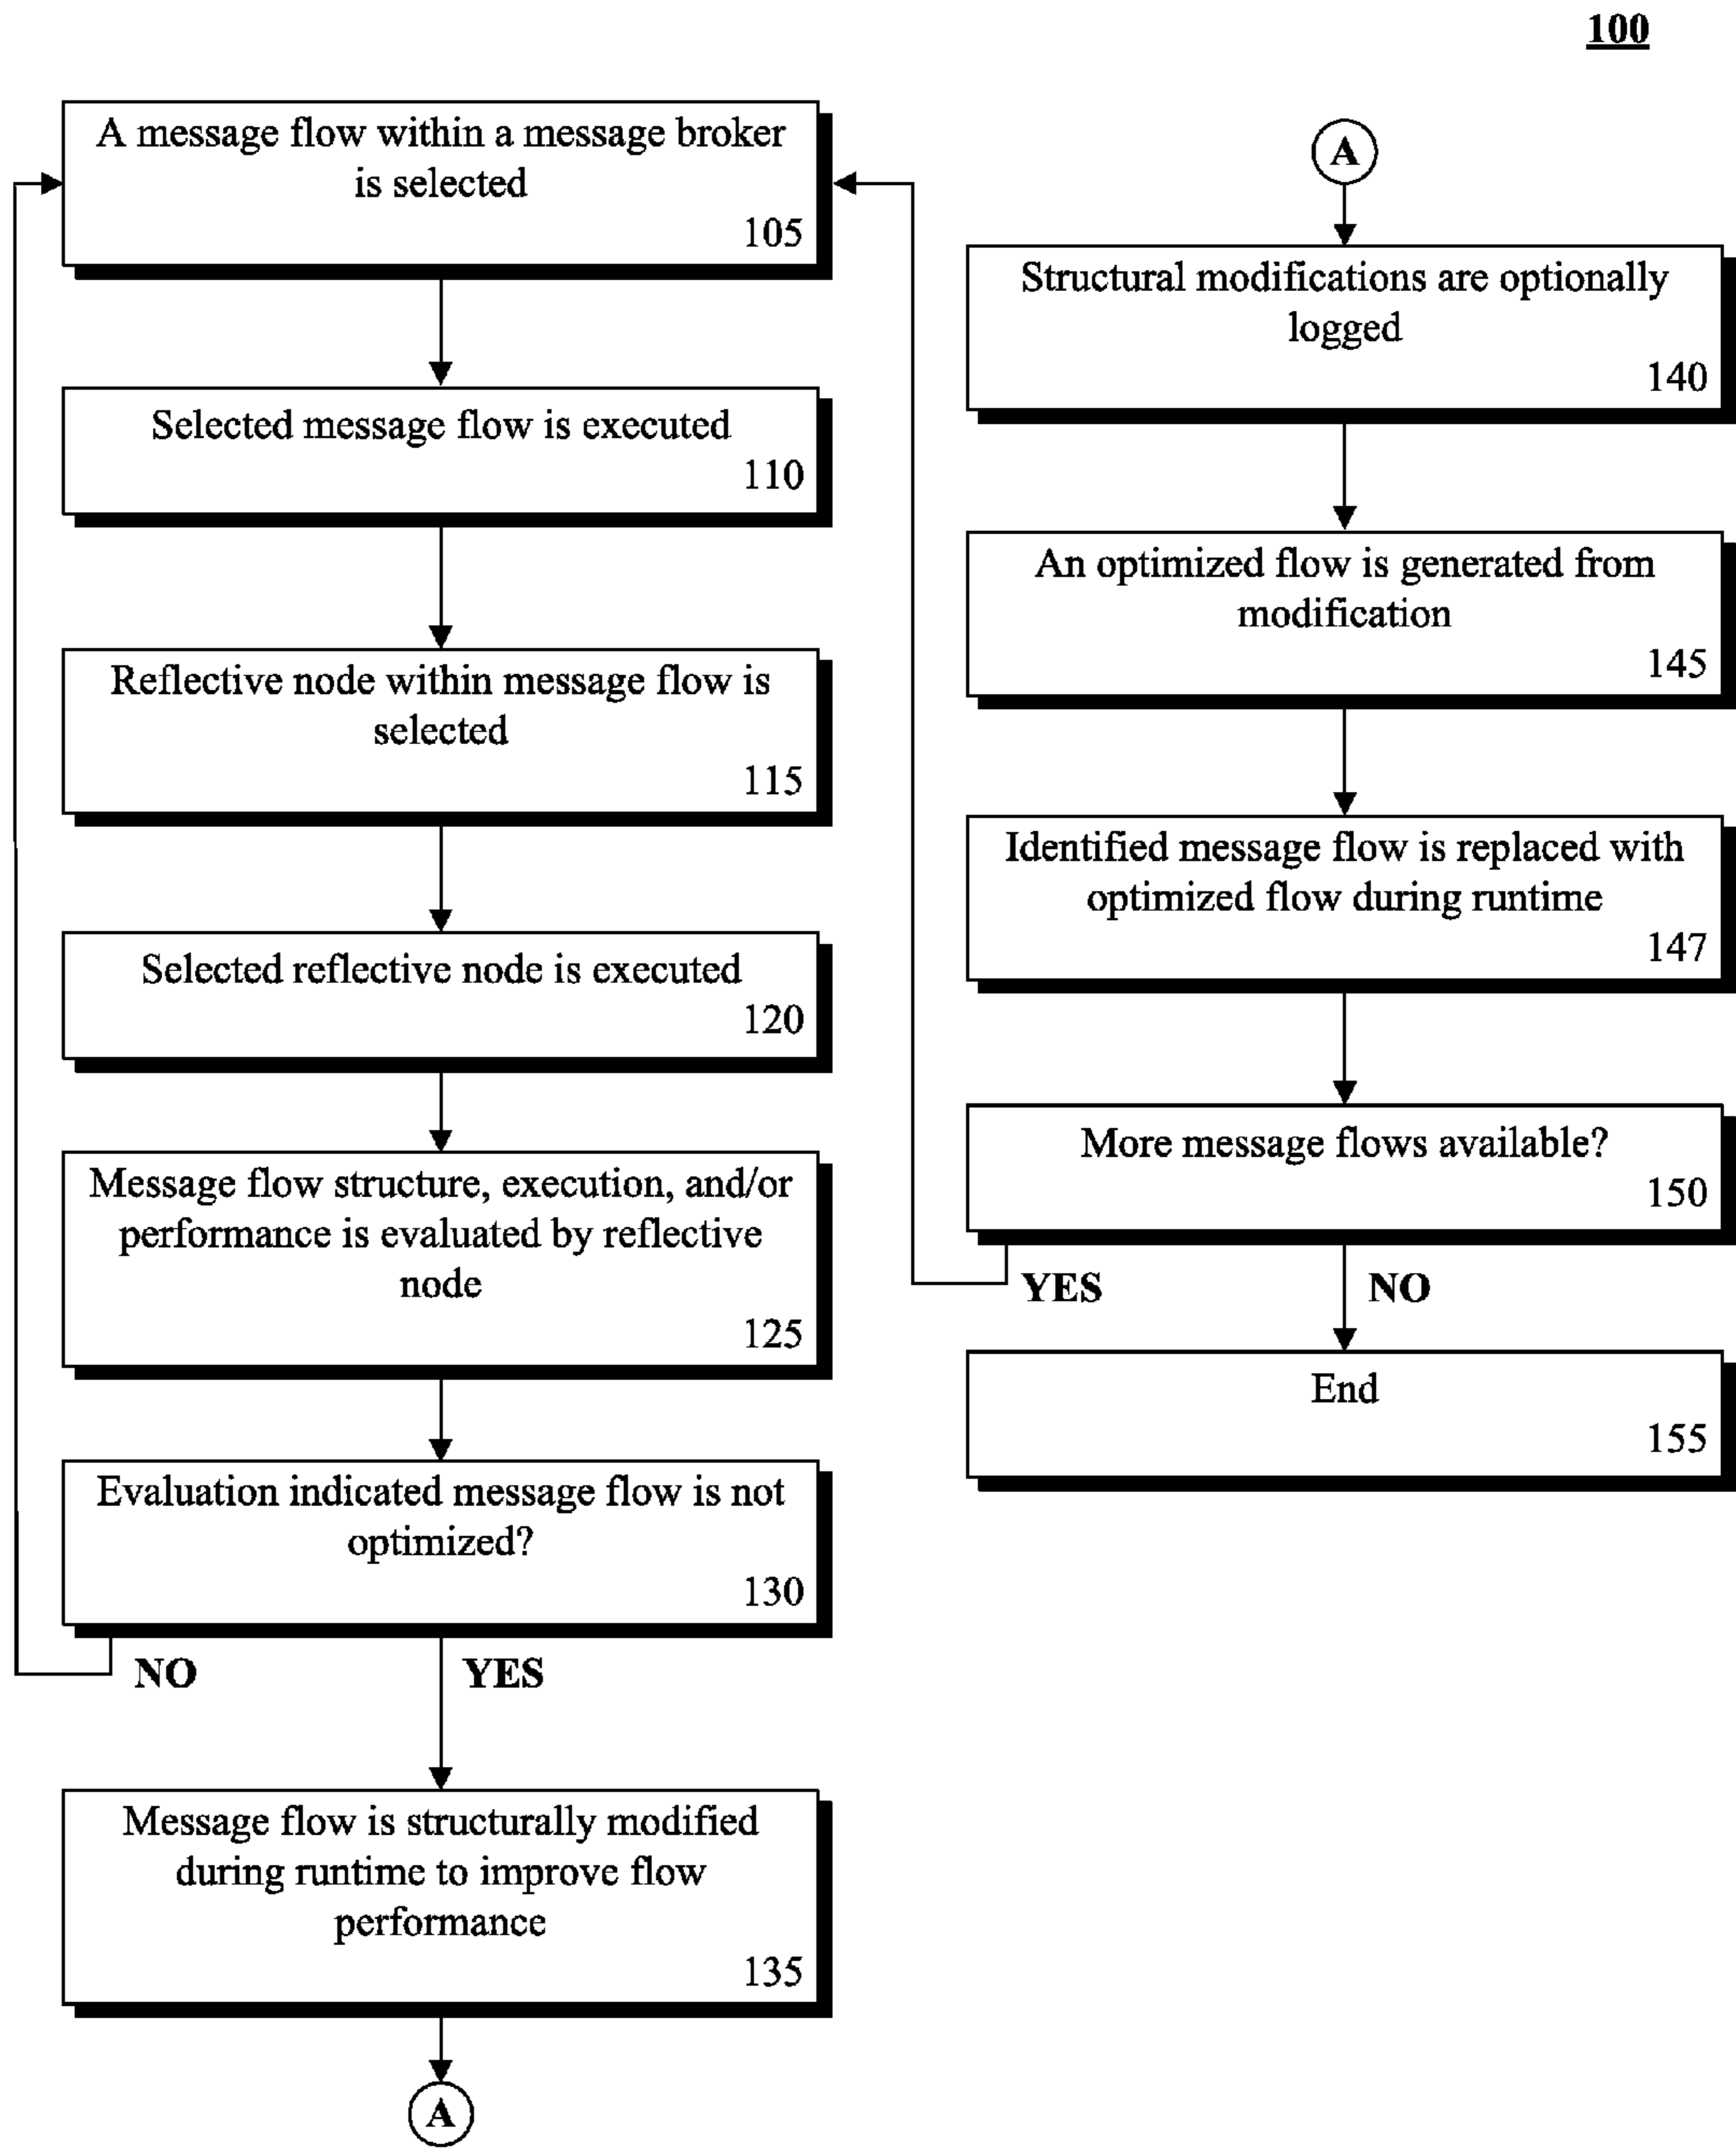 100
A message flow within a message broker
is selected
105
Selected message flow is executed
110
Reflective node within message flow is
selected
115
Selected reflective node is executed
120
Message flow structure, execution, and/or
performance is evaluated by reflective
node
125
Evaluation indicated message flow is not
optimized?
130
NO
YES
Message flow is structurally modified
during runtime to improve flow
performance
135
A
A
Structural modifications are optionally
logged
140
An optimized flow is generated from
modification
145
Identified message flow is replaced with
optimized flow during runtime
147
More message flows available?
150
YES
NO
End
155